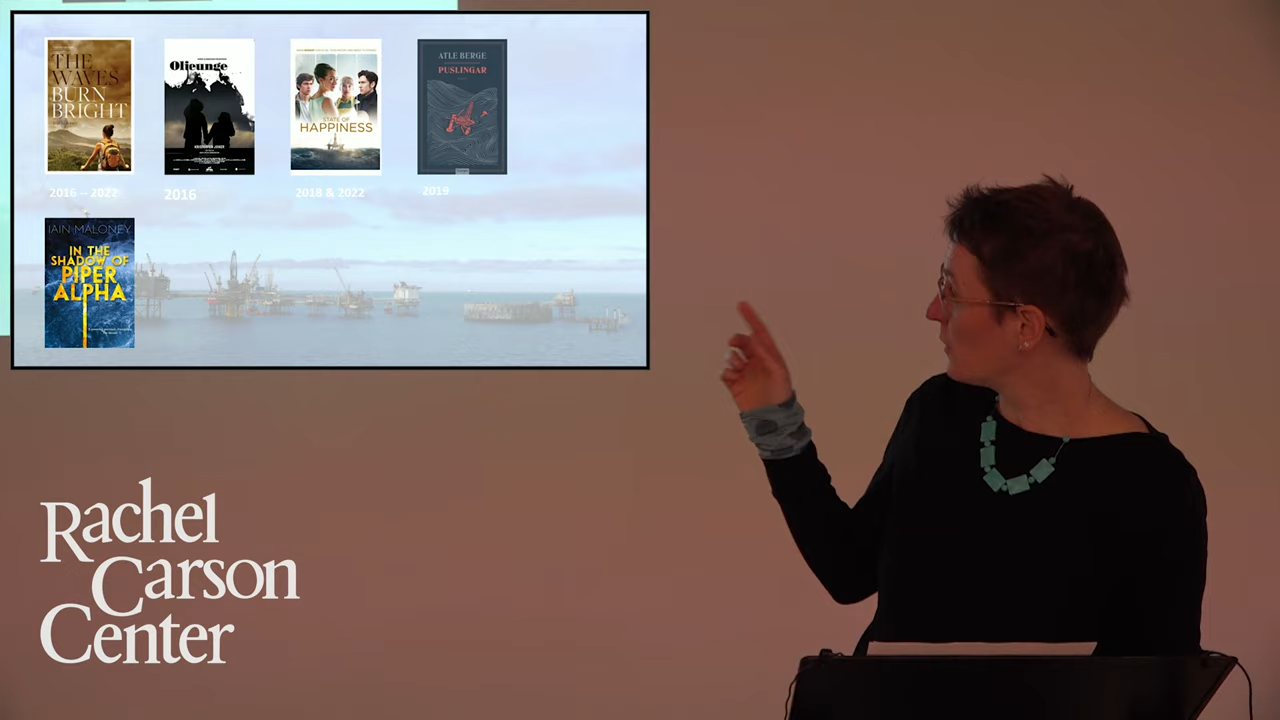 THE
WAVES
BURN
BRIGHT
Olieunge
STATE OF
HAPPINESS
ATLE BERGE
PUSLINGAR
2016 -- 2022
2016
2018 & 2022
2019
IAIN MALONEY
IN THE
SHADOW OF
PIPER
ALPHA
Rachel
Carson
Center